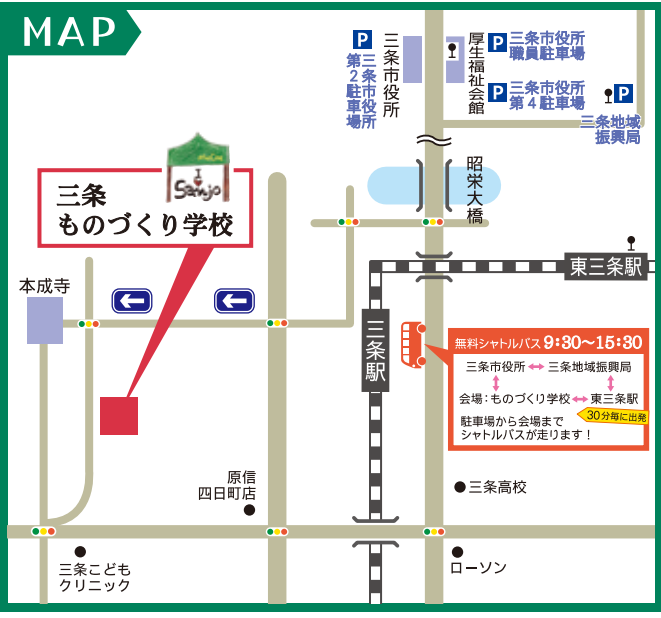 MAP
P
三条市役所
第2駐車場
三条市役所
厚生福祉会館
P
三条市役所
職員駐車場
P
三条市役所
第4駐車場
P
三条地域
振興局
昭栄大橋
I
Sanjo
三条
ものづくり学校
本成寺
東三条駅
三条駅
無料シャトルバス 9:30〜15:30
三条市役所
三条地域振興局
会場:ものづくり学校
東三条駅
30分毎に出発
駐車場から会場まで
シャトルバスが走ります!
原信
四日町店
三条高校
三条こども
クリニック
ローソン